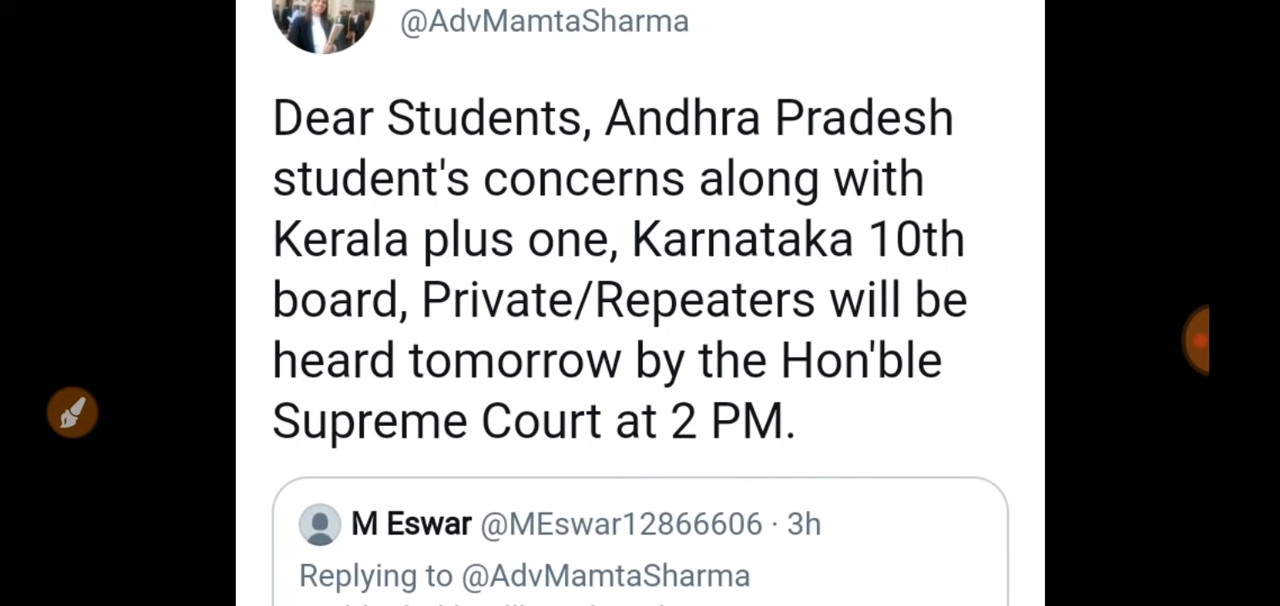 @AdvMamtaSharma
Dear Students, Andhra Pradesh
student's concerns along with
Kerala plus one, Karnataka 10th
board, Private/Repeaters will be
heard tomorrow by the Hon'ble
Supreme Court at 2 PM.
M Eswar @MEswar12866606 · 3h
Replying to @AdvMamtaSharma